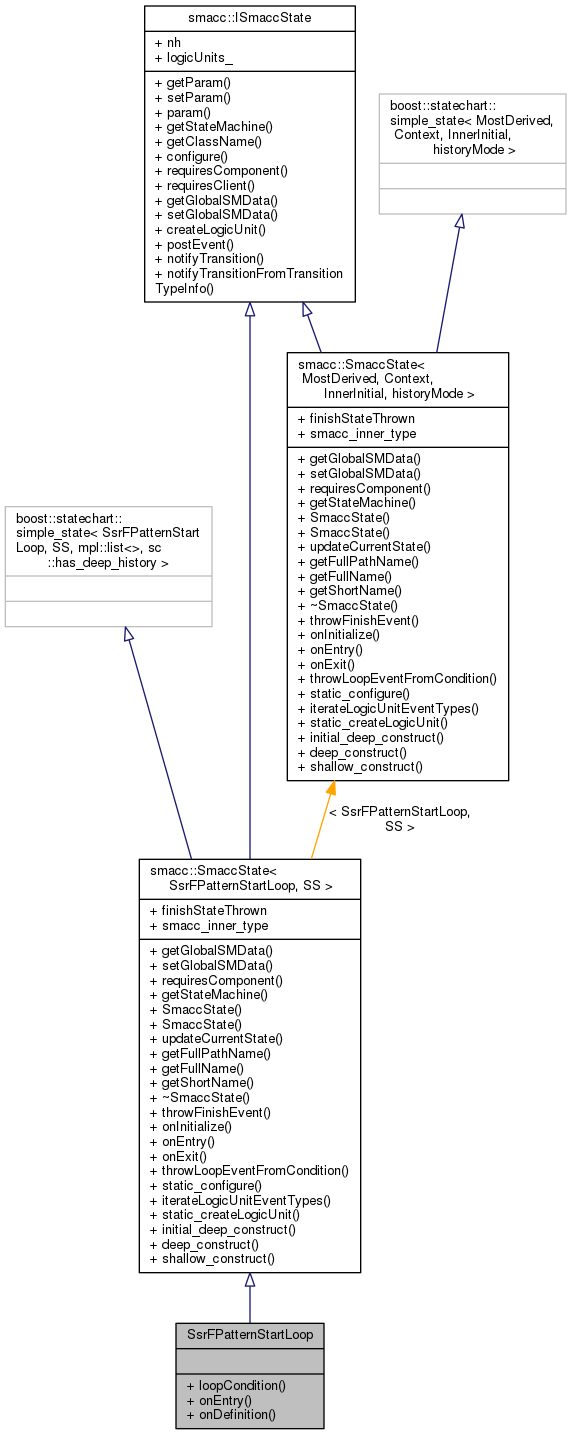 smacc::ISmaccState
+ nh
+ logicUnits_
+ getParam()
+ setParam()
+ param()
+ getStateMachine()
+ getClassName()
+ configure()
+ requiresComponent()
+ requiresClient()
+ getGlobalSMData()
+ setGlobalSMData()
+ createLogicUnit()
+ postEvent()
+ notifyTransition()
+ notifyTransitionFromTransition
TypeInfo()
boost::statechart::
simple_state< MostDerived,
Context, InnerInitial,
historyMode >
smacc::SmaccState<
MostDerived, Context,
InnerInitial, historyMode >
+ finishStateThrown
+ smacc_inner_type
+ getGlobalSMData()
+ setGlobalSMData()
+ requiresComponent()
+ getStateMachine()
+ SmaccState()
+ SmaccState()
+ updateCurrentState()
+ getFullPathName()
+ getFullName()
+ getShortName()
+ ~SmaccState()
+ throwFinishEvent()
+ onInitialize()
+ onEntry()
+ onExit()
+ throwLoopEventFromCondition()
+ static_configure()
+ iterateLogicUnitEventTypes()
+ static_createLogicUnit()
+ initial_deep_construct()
+ deep_construct()
+ shallow_construct()
boost::statechart::
simple_state< SsrFPatternStart
Loop, SS, mpl::list<>, sc
::has_deep_history >
< SsrFPatternStartLoop,
SS >
smacc::SmaccState<
SsrFPatternStartLoop, SS >
+ finishStateThrown
+ smacc_inner_type
+ getGlobalSMData()
+ setGlobalSMData()
+ requiresComponent()
+ getStateMachine()
+ SmaccState()
+ SmaccState()
+ updateCurrentState()
+ getFullPathName()
+ getFullName()
+ getShortName()
+ ~SmaccState()
+ throwFinishEvent()
+ onInitialize()
+ onEntry()
+ onExit()
+ throwLoopEventFromCondition()
+ static_configure()
+ iterateLogicUnitEventTypes()
+ static_createLogicUnit()
+ initial_deep_construct()
+ deep_construct()
+ shallow_construct()
SsrFPatternStartLoop
+ loopCondition()
+ onEntry()
+ onDefinition()